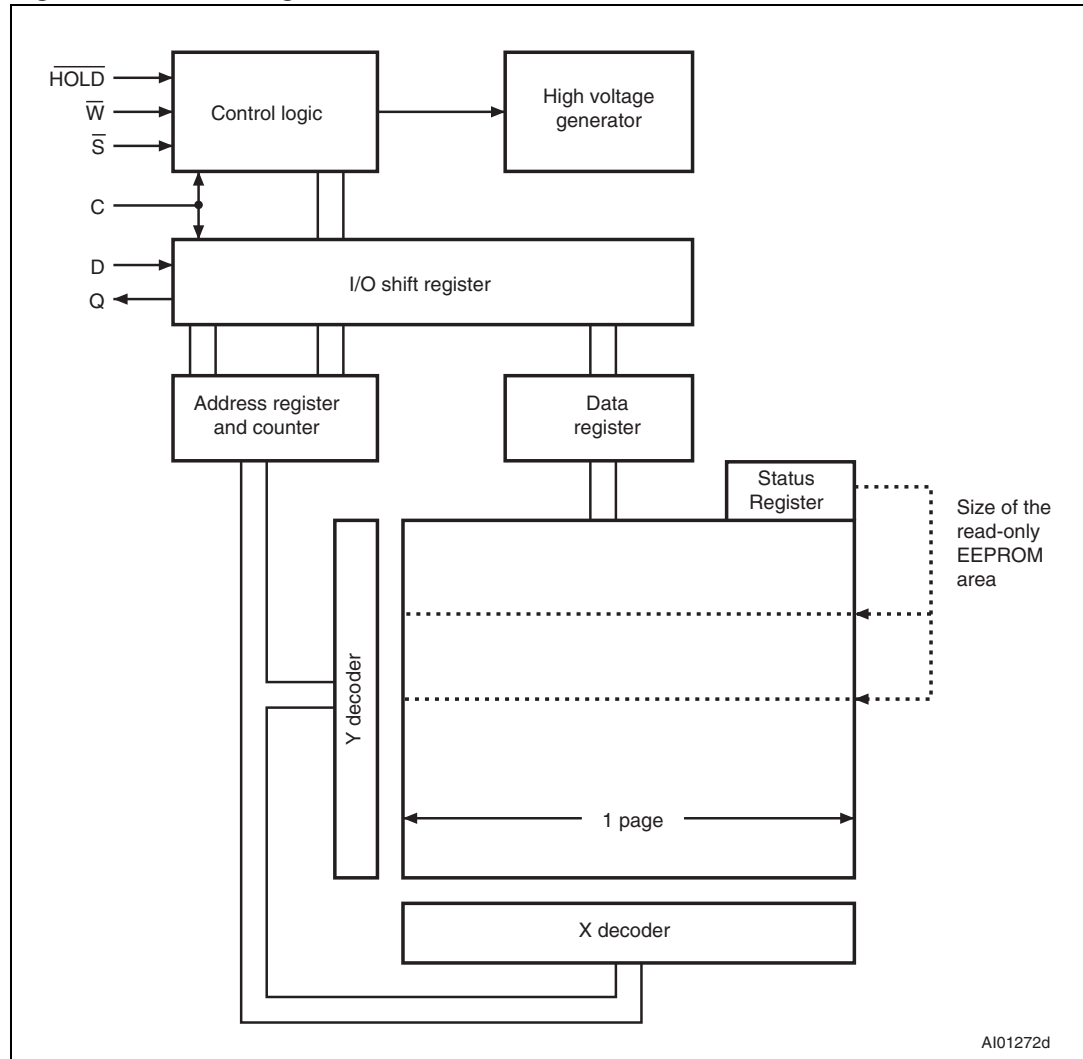 HOLD
W
S
C
D
Q
Control logic
High voltage
generator
I/O shift register
Address register
and counter
Data
register
Status
Register
Size of the
read-only
EEPROM
area
Y decoder
1 page
X decoder
AI01272d